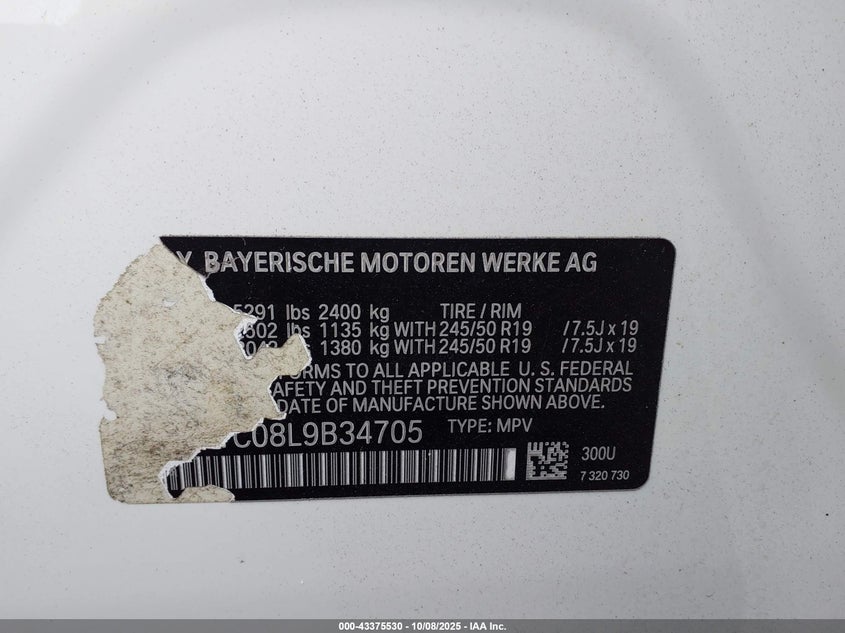 BAYERISCHE MOTOREN WERKE AG
5291 lbs 2400 kg TIRE / RIM
lbs 1135 kg WITH 245/50 R19 / 7.5J x 19
1380 kg WITH 245/50 R19 / 7.5J x 19
TO ALL APPLICABLE U. S. FEDERAL
AND THEFT PREVENTION STANDARDS
DATE OF MANUFACTURE SHOWN ABOVE.
C08L9B34705 TYPE: MPV
300U
7 320 730
000-43375530 - 10/08/2025 - IAA Inc.